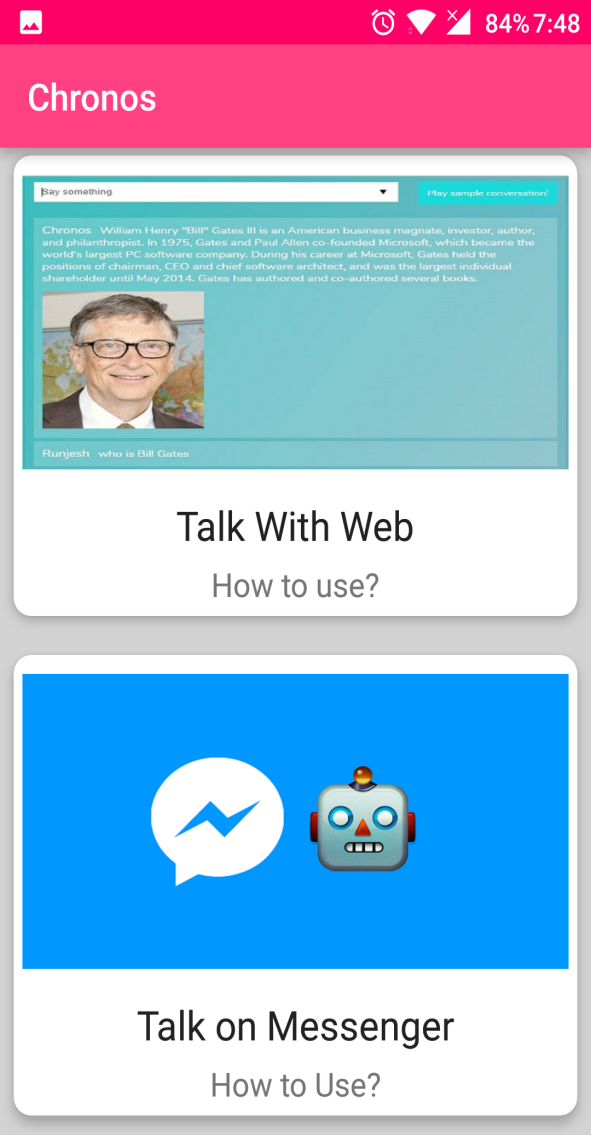 84% 7:48
Chronos
Say something
Play sample conversation!
Chronos William Henry "Bill" Gates III is an American business magnate, investor, author,
and philanthropist. In 1975, Gates and Paul Allen co-founded Microsoft, which became the
world's largest PC software company. During his career at Microsoft, Gates held the
positions of chairman, CEO and chief software architect, and was the largest individual
shareholder until May 2014. Gates has authored and co-authored several books.
Runjesh who is Bill Gates
Talk With Web
How to use?
Talk on Messenger
How to Use?